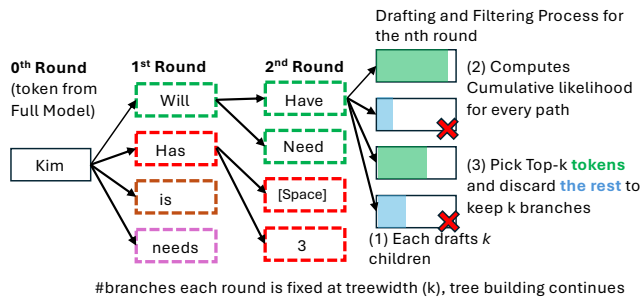 Drafting and Filtering Process for
the nth round
0th Round
(token from
Full Model)
1st Round
2nd Round
Kim
Will
Has
is
needs
Have
Need
[Space]
3
(2) Computes
Cumulative likelihood
for every path
(3) Pick Top-k tokens
and discard the rest to
keep k branches
(1) Each drafts k
children
#branches each round is fixed at treewidth (k), tree building continues